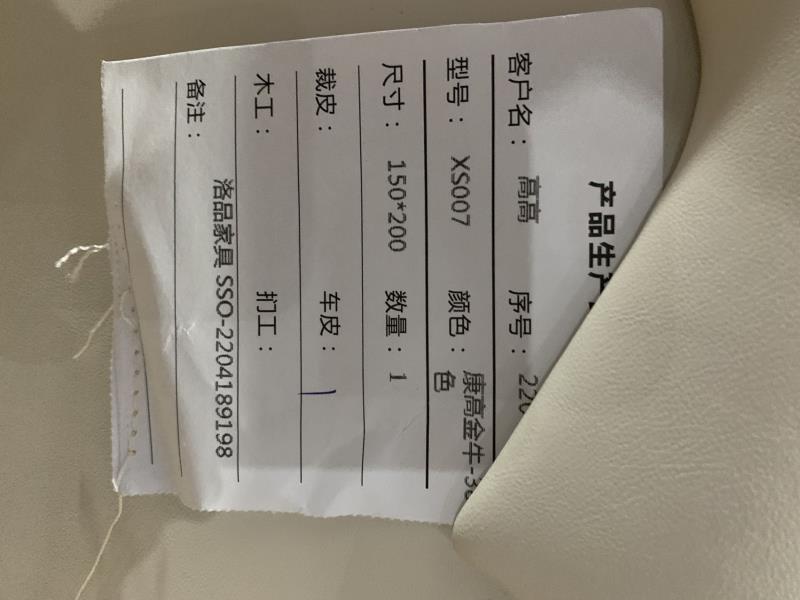 产品生产
客户名： 高高 序号： 220
型号： XS007 颜色： 康高金牛-38
色
尺寸： 150*200 数量： 1
裁皮： 车皮：
木工： 扪工：
备注：
洛品家具 SSO-2204189198